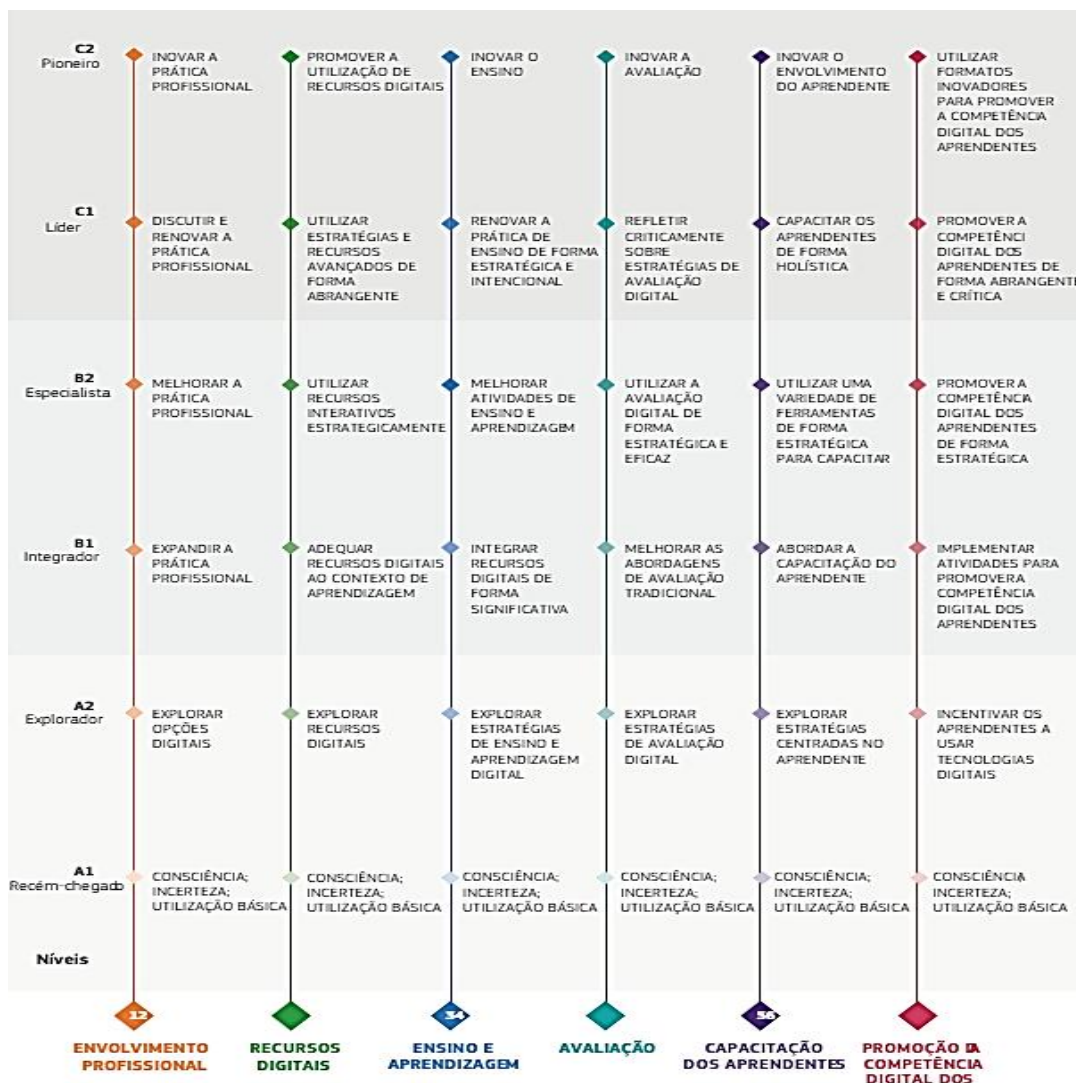 C2
Pioneiro
INOVAR A
PRÁTICA
PROFISSIONAL
PROMOVER A
UTILIZAÇÃO DE
RECURSOS DIGITAIS
INOVAR O
ENSINO
INOVAR A
AVALIAÇÃO
INOVAR O
ENVOLVIMENTO
DO APRENDENTE
UTILIZAR
FORMATOS
INOVADORES
PARA PROMOVER
A COMPETÊNCIA
DIGITAL DOS
APRENDENTES
C1
Líder
DISCUTIR E
RENOVAR A
PRÁTICA
PROFISSIONAL
UTILIZAR
ESTRATÉGIAS E
RECURSOS
AVANÇADOS DE
FORMA
ABRANGENTE
RENOVAR A
PRÁTICA DE
ENSINO DE FORMA
ESTRATÉGICA E
INTENCIONAL
REFLETIR
CRITICAMENTE
SOBRE
ESTRATÉGIAS DE
AVALIAÇÃO
DIGITAL
CAPACITAR OS
APRENDENTES
DE FORMA
HOLÍSTICA
PROMOVER A
COMPETÊNCI
DIGITAL DOS
APRENDENTES DE
FORMA ABRANGENTE
E CRÍTICA
B2
Especialista
MELHORAR A
PRÁTICA
PROFISSIONAL
UTILIZAR
RECURSOS
INTERATIVOS
ESTRATEGICAMENTE
MELHORAR
ATIVIDADES DE
ENSINO E
APRENDIZAGEM
UTILIZAR A
AVALIAÇÃO
DIGITAL DE
FORMA
ESTRATÉGICA E
EFICAZ
UTILIZAR UMA
VARIEDADE DE
FERRAMENTAS
DE FORMA
ESTRATÉGICA
PARA CAPACITAR
PROMOVER A
COMPETÊNCIA
DIGITAL DOS
APRENDENTES
DE FORMA
ESTRATÉGICA
B1
Integrador
EXPANDIR A
PRÁTICA
PROFISSIONAL
ADEQUAR
RECURSOS DIGITAIS
AO CONTEXTO DE
APRENDIZAGEM
INTEGRAR
RECURSOS
DIGITAIS DE
FORMA
SIGNIFICATIVA
MELHORAR AS
ABORDAGENS
DE AVALIAÇÃO
TRADICIONAL
ABORDAR A
CAPACITAÇÃO DO
APRENDENTE
IMPLEMENTAR
ATIVIDADES PARA
PROMOVER A
COMPETÊNCIA
DIGITAL DOS
APRENDENTES
A2
Explorador
EXPLORAR
OPÇÕES
DIGITAIS
EXPLORAR
RECURSOS
DIGITAIS
EXPLORAR
ESTRATÉGIAS
DE ENSINO E
APRENDIZAGEM
DIGITAL
EXPLORAR
ESTRATÉGIAS
DE AVALIAÇÃO
DIGITAL
EXPLORAR
ESTRATÉGIAS
CENTRADAS NO
APRENDENTE
INCENTIVAR OS
APRENDENTES A
USAR
TECNOLOGIAS
DIGITAIS
A1
Recém-chegado
CONSCIÊNCIA;
INCERTEZA;
UTILIZAÇÃO BÁSICA
CONSCIÊNCIA;
INCERTEZA;
UTILIZAÇÃO BÁSICA
CONSCIÊNCIA;
INCERTEZA;
UTILIZAÇÃO BÁSICA
CONSCIÊNCIA;
INCERTEZA;
UTILIZAÇÃO BÁSICA
CONSCIÊNCIA;
INCERTEZA;
UTILIZAÇÃO BÁSICA
CONSCIÊNCIA;
INCERTEZA;
UTILIZAÇÃO BÁSICA
Níveis
12
34
56
ENVOLVIMENTO
PROFISSIONAL
RECURSOS
DIGITAIS
ENSINO E
APRENDIZAGEM
AVALIAÇÃO
CAPACITAÇÃO
DOS APRENDENTES
PROMOÇÃO DA
COMPETÊNCIA
DIGITAL DOS